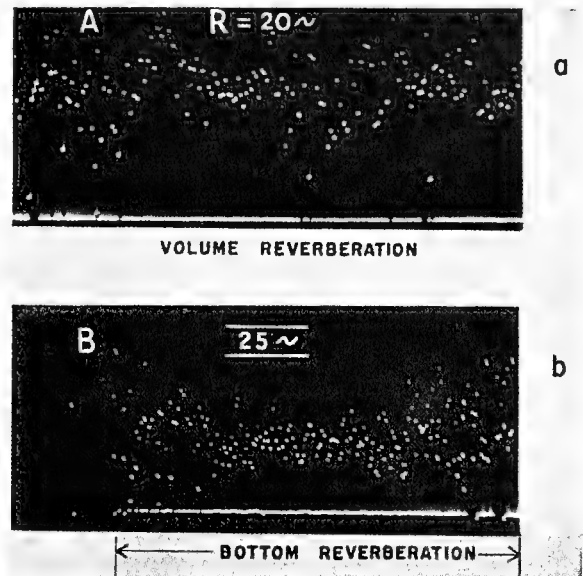 A R = 20 ~
a
VOLUME REVERBERATION
B 25 ~
b
BOTTOM REVERBERATION